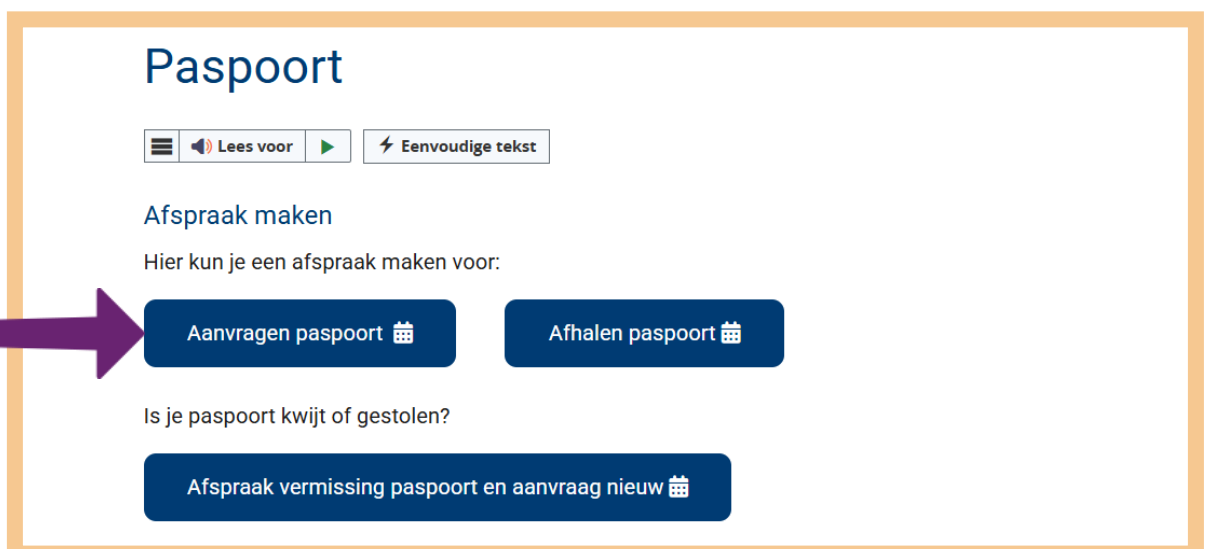 Paspoort
Lees voor
Eenvoudige tekst
Afspraak maken
Hier kun je een afspraak maken voor:
Aanvragen paspoort
Afhalen paspoort
Is je paspoort kwijt of gestolen?
Afspraak vermissing paspoort en aanvraag nieuw